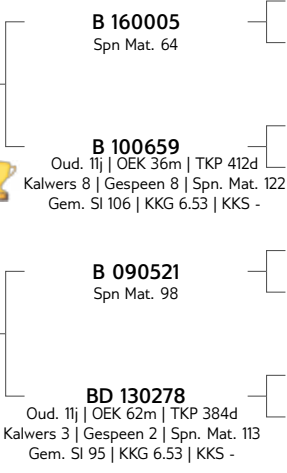 B 160005
Spn Mat. 64
B 100659
Oud. 11j | OEK 36m | TKP 412d
Kalwers 8 | Gespeen 8 | Spn. Mat. 122
Gem. SI 106 | KKG 6.53 | KKS -
B 090521
Spn Mat. 98
BD 130278
Oud. 11j | OEK 62m | TKP 384d
Kalwers 3 | Gespeen 2 | Spn. Mat. 113
Gem. SI 95 | KKG 6.53 | KKS -